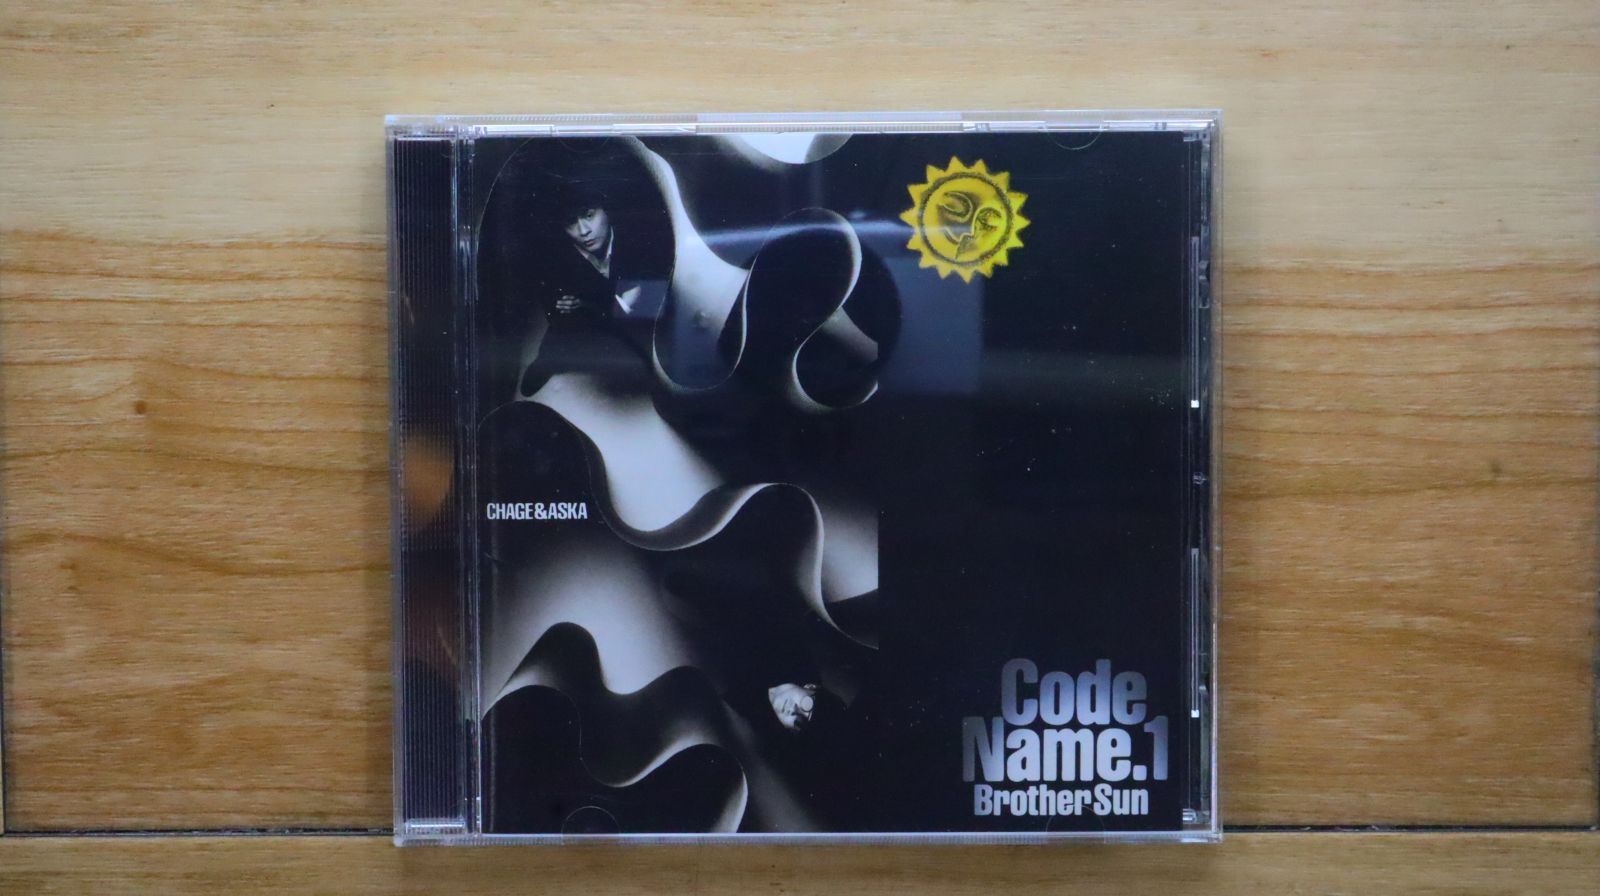 CHAGE&ASKA
Code
Name.1
Brother Sun